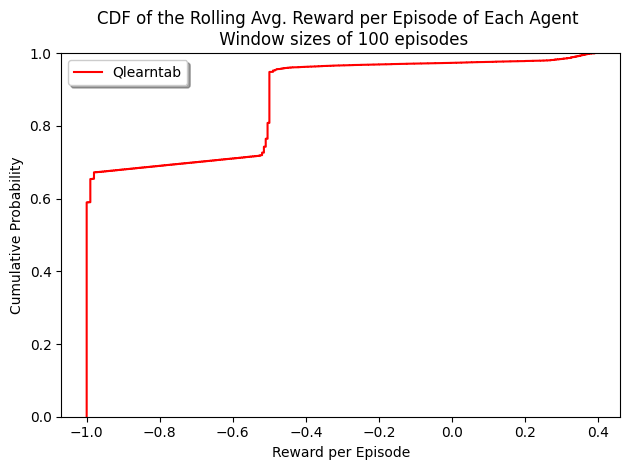 CDF of the Rolling Avg. Reward per Episode of Each Agent
Window sizes of 100 episodes
Qlearntab
Cumulative Probability
1.0
0.8
0.6
0.4
0.2
0.0
−1.0 −0.8 −0.6 −0.4 −0.2 0.0 0.2 0.4
Reward per Episode